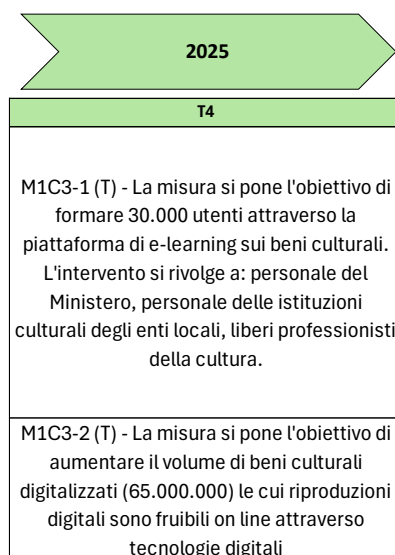 2025
T4
M1C3-1 (T) - La misura si pone l'obiettivo di
formare 30.000 utenti attraverso la
piattaforma di e-learning sui beni culturali.
L'intervento si rivolge a: personale del
Ministero, personale delle istituzioni
culturali degli enti locali, liberi professionisti
della cultura.
M1C3-2 (T) - La misura si pone l'obiettivo di
aumentare il volume di beni culturali
digitalizzati (65.000.000) le cui riproduzioni
digitali sono fruibili on line attraverso
tecnologie digitali